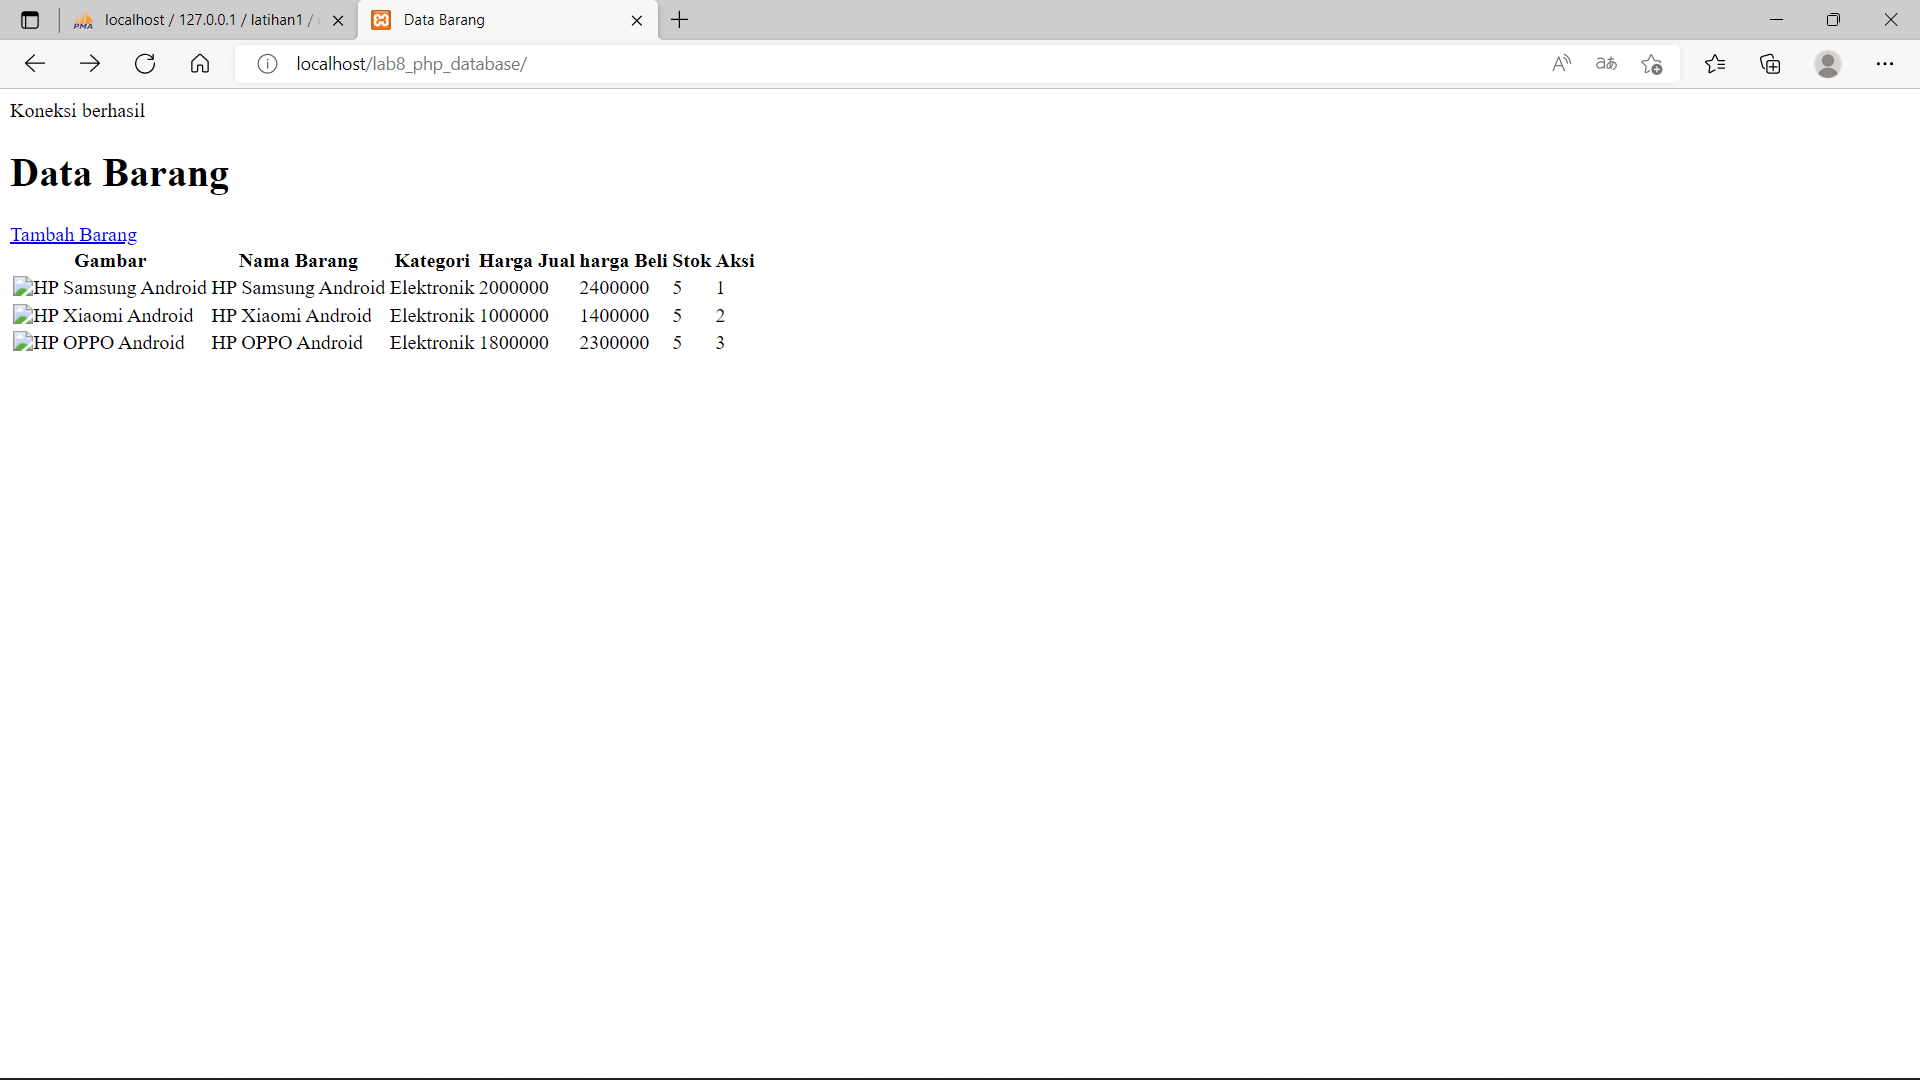 localhost / 127.0.0.1 / latihan1 /
Data Barang
localhost/lab8_php_database/
Koneksi berhasil
Data Barang
Tambah Barang
Gambar Nama Barang Kategori Harga Jual harga Beli Stok Aksi
HP Samsung Android HP Samsung Android Elektronik 2000000 2400000 5 1
HP Xiaomi Android HP Xiaomi Android Elektronik 1000000 1400000 5 2
HP OPPO Android HP OPPO Android Elektronik 1800000 2300000 5 3